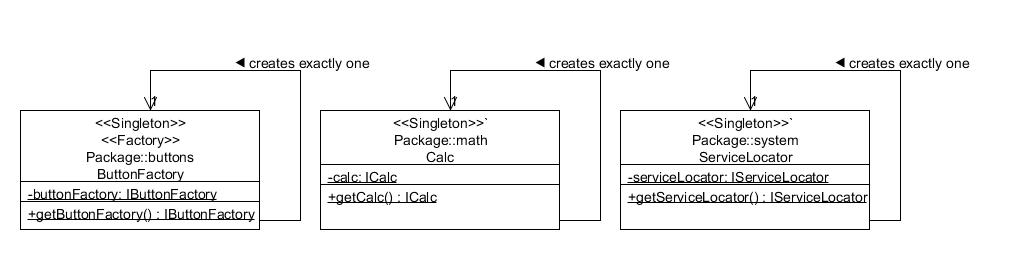 ◄ creates exactly one
1
<<Singleton>>
<<Factory>>
Package::buttons
ButtonFactory
-buttonFactory: IButtonFactory
+getButtonFactory() : IButtonFactory
◄ creates exactly one
1
<<Singleton>>`
Package::math
Calc
-calc: ICalc
+getCalc() : ICalc
◄ creates exactly one
1
<<Singleton>>`
Package::system
ServiceLocator
-serviceLocator: IServiceLocator
+getServiceLocator() : IServiceLocator